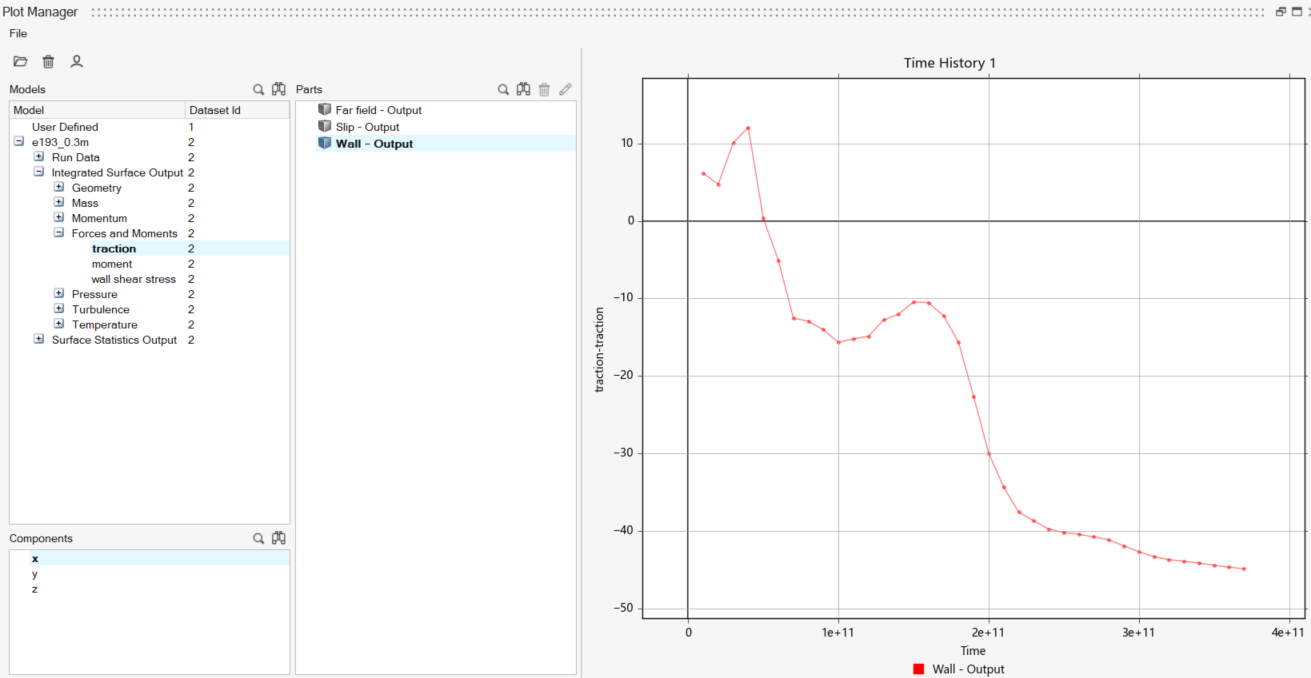 Plot Manager
File
Models
Model Dataset Id
User Defined 1
e193_0.3m 2
Run Data 2
Integrated Surface Output 2
Geometry 2
Mass 2
Momentum 2
Forces and Moments 2
traction 2
moment 2
wall shear stress 2
Pressure 2
Turbulence 2
Temperature 2
Surface Statistics Output 2
Components
x
y
z
Parts
Far field - Output
Slip - Output
Wall - Output
Time History 1
traction-traction
10
0
−10
−20
−30
−40
−50
0 1e+11 2e+11 3e+11 4e+11
Time
Wall - Output